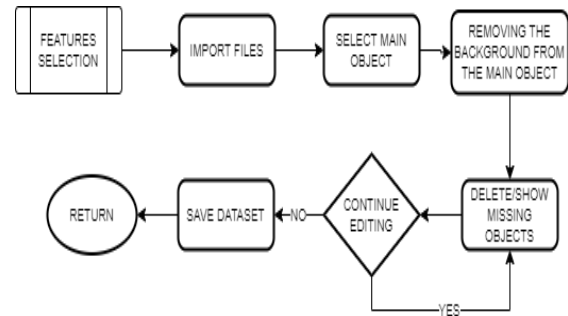 FEATURES
SELECTION
IMPORT FILES
SELECT MAIN
OBJECT
REMOVING THE
BACKGROUND FROM
THE MAIN OBJECT
DELETE/SHOW
MISSING
OBJECTS
CONTINUE
EDITING
YES
NO
SAVE DATASET
RETURN